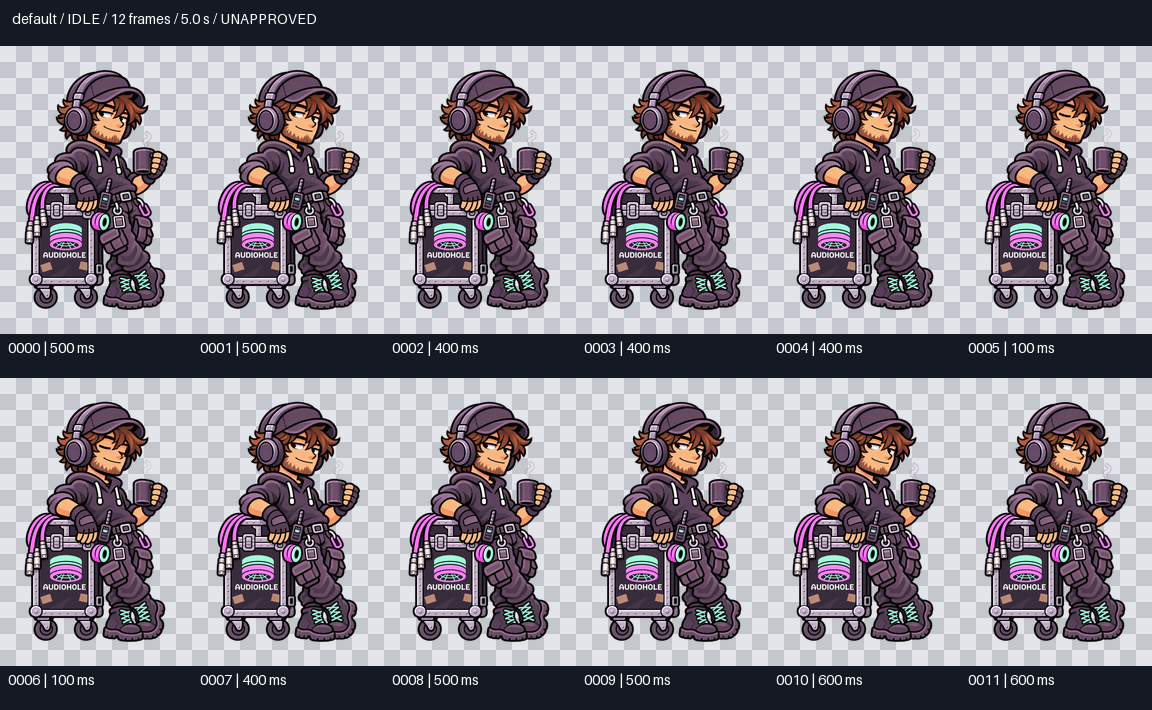 default / IDLE / 12 frames / 5.0 s / UNAPPROVED
AUDIOHOLE AUDIOHOLE AUDIOHOLE AUDIOHOLE AUDIOHOLE AUDIOHOLE
0000 | 500 ms 0001 | 500 ms 0002 | 400 ms 0003 | 400 ms 0004 | 400 ms 0005 | 100 ms
AUDIOHOLE AUDIOHOLE AUDIOHOLE AUDIOHOLE AUDIOHOLE AUDIOHOLE
0006 | 100 ms 0007 | 400 ms 0008 | 500 ms 0009 | 500 ms 0010 | 600 ms 0011 | 600 ms